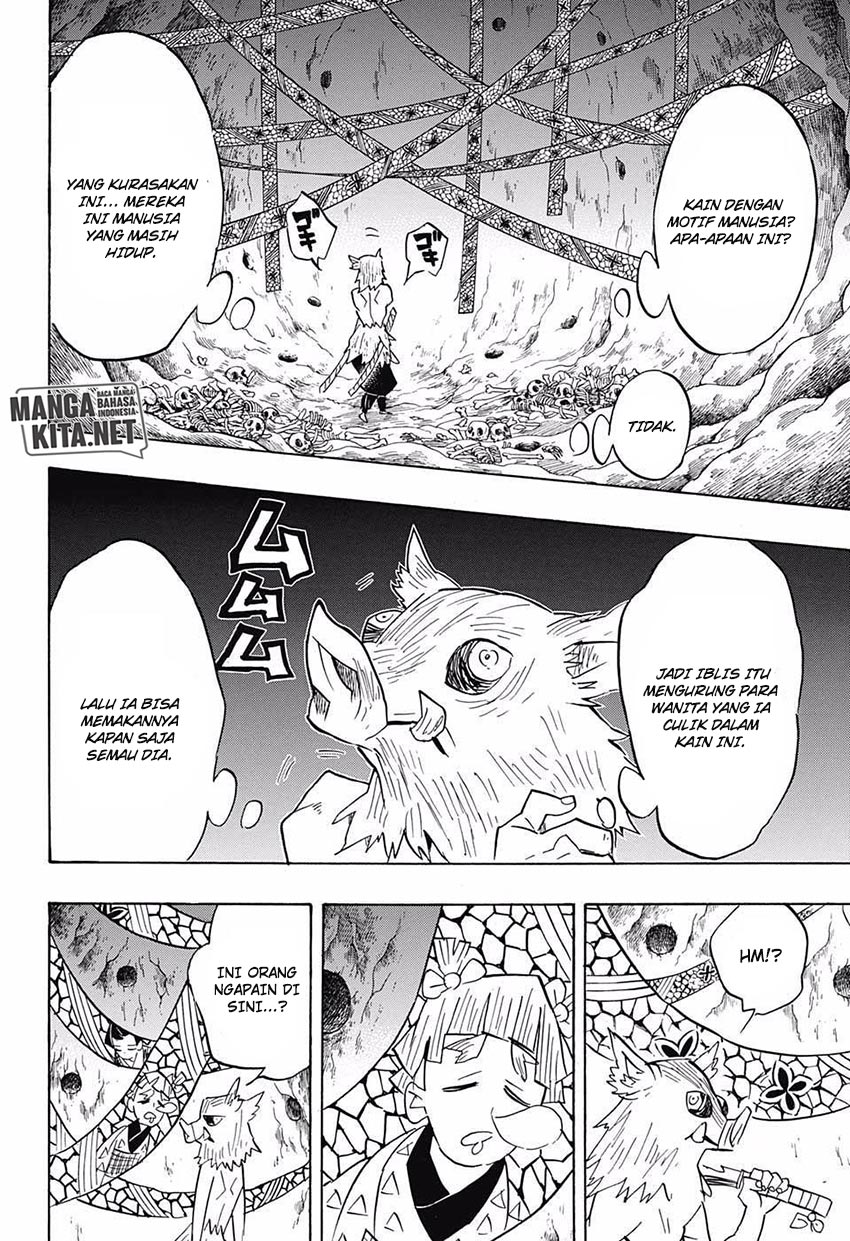 KAIN DENGAN
MOTIF MANUSIA?
APA-APAAN INI?
ゴキ
ゴキ
TIDAK.
YANG KURASAKAN
INI... MEREKA
INI MANUSIA
YANG MASIH
HIDUP.
MANGA
BACA MANGA
BAHASA
INDONESIA
KITA.NET
JADI IBLIS ITU
MENGURUNG PARA
WANITA YANG IA
CULIK DALAM
KAIN INI.
ムムム
LALU IA BISA
MEMAKANNYA
KAPAN SAJA
SEMAU DIA.
HM!?
INI ORANG
NGAPAIN DI
SINI...?